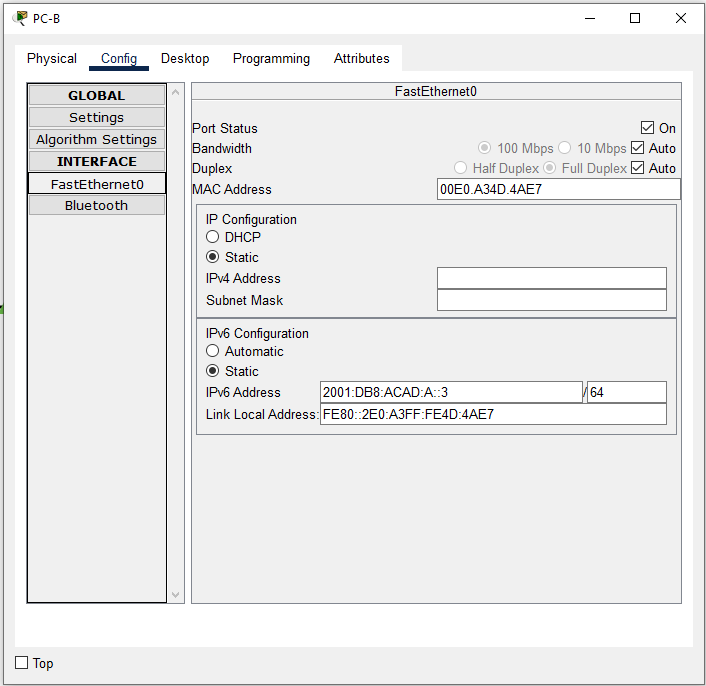 PC-B
Physical Config Desktop Programming Attributes
GLOBAL
Settings
Algorithm Settings
INTERFACE
FastEthernet0
Bluetooth
FastEthernet0
Port Status On
Bandwidth 100 Mbps 10 Mbps Auto
Duplex Half Duplex Full Duplex Auto
MAC Address 00E0.A34D.4AE7
IP Configuration
DHCP
Static
IPv4 Address
Subnet Mask
IPv6 Configuration
Automatic
Static
IPv6 Address 2001:DB8:ACAD:A::3 / 64
Link Local Address: FE80::2E0:A3FF:FE4D:4AE7
Top